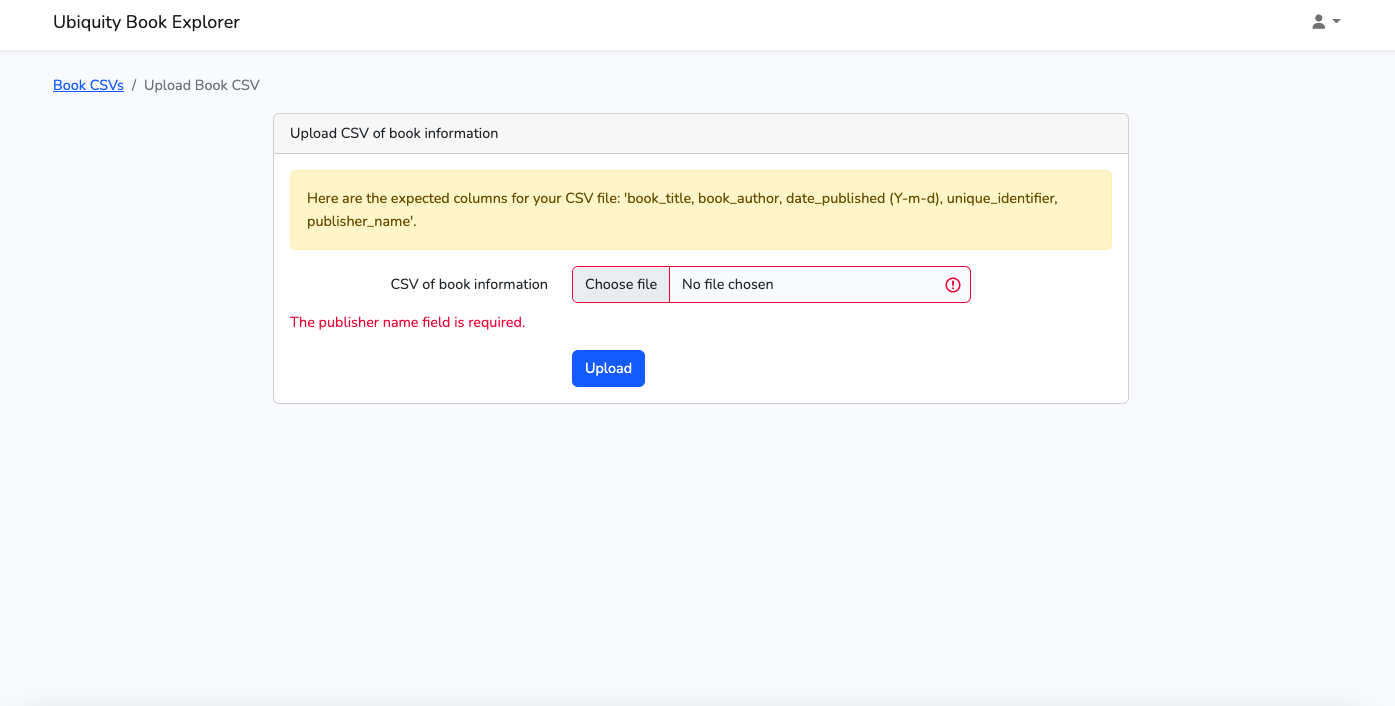 Ubiquity Book Explorer
Book CSVs / Upload Book CSV
Upload CSV of book information
Here are the expected columns for your CSV file: 'book_title, book_author, date_published (Y-m-d), unique_identifier,
publisher_name'.
CSV of book information Choose file No file chosen
The publisher name field is required.
Upload